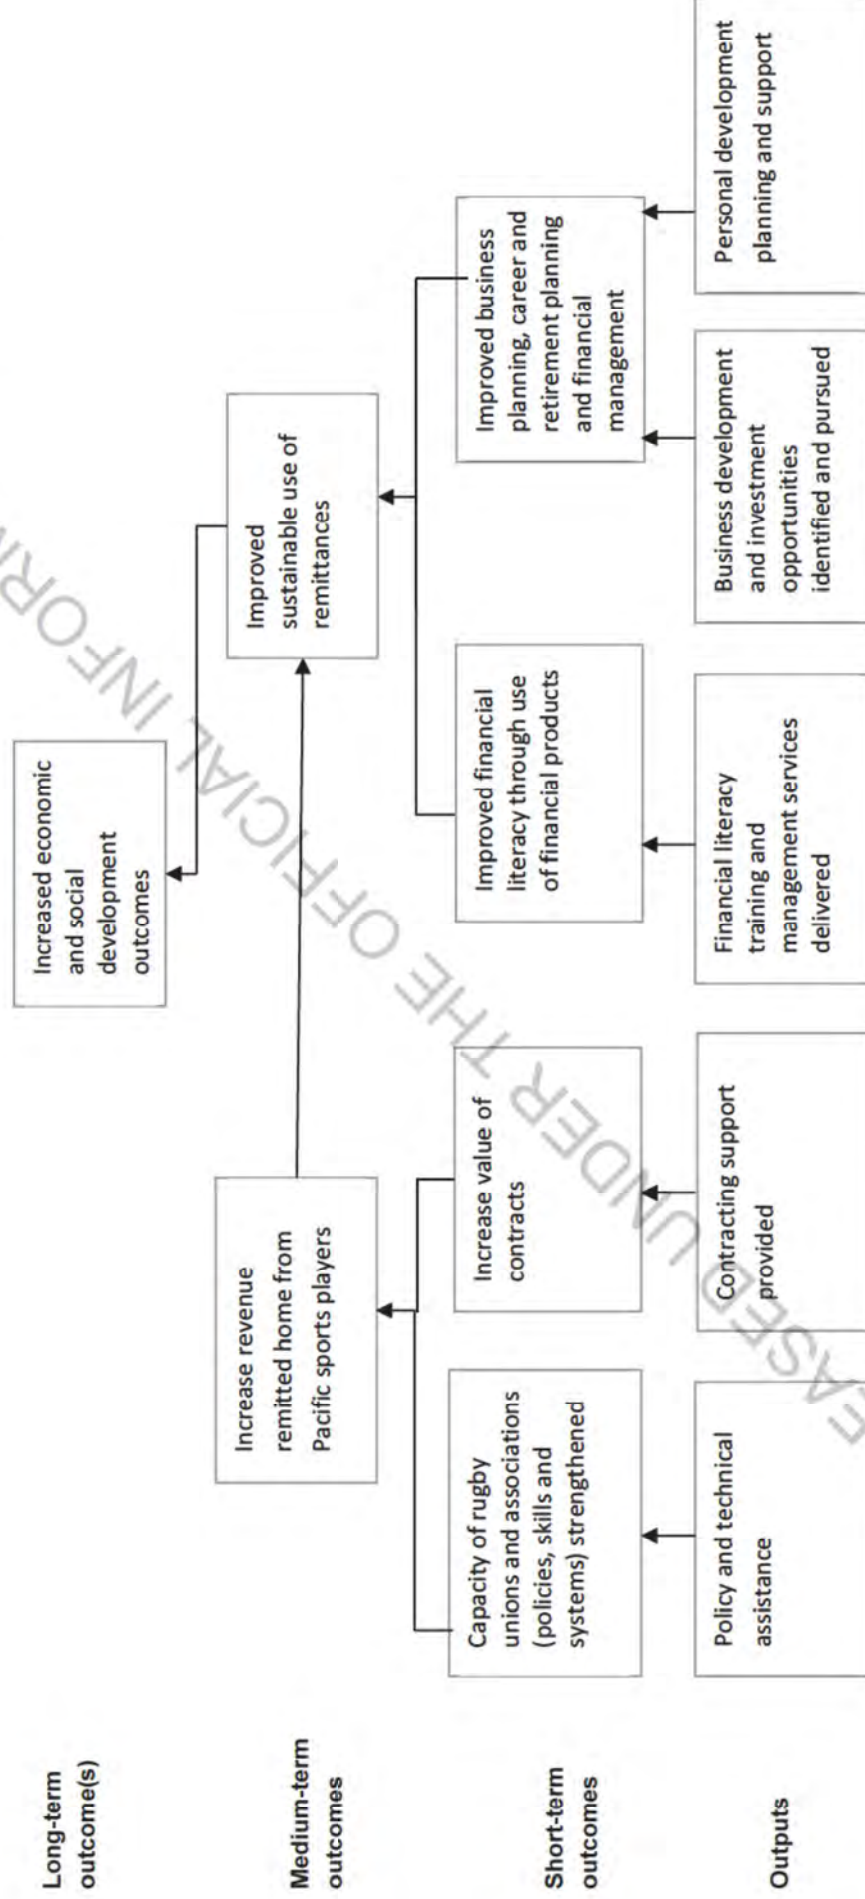 Long-term
outcome(s)
Increased economic
and social
development
outcomes
Medium-term
outcomes
Increase revenue
remitted home from
Pacific sports players
Improved
sustainable use of
remittances
Short-term
outcomes
Capacity of rugby
unions and associations
(policies, skills and
systems) strengthened
Increase value of
contracts
Improved financial
literacy through use
of financial products
Improved business
planning, career and
retirement planning
and financial
management
Outputs
Policy and technical
assistance
Contracting support
provided
Financial literacy
training and
management services
delivered
Business development
and investment
opportunities
identified and pursued
Personal development
planning and support
UNDER THE OFFICIAL